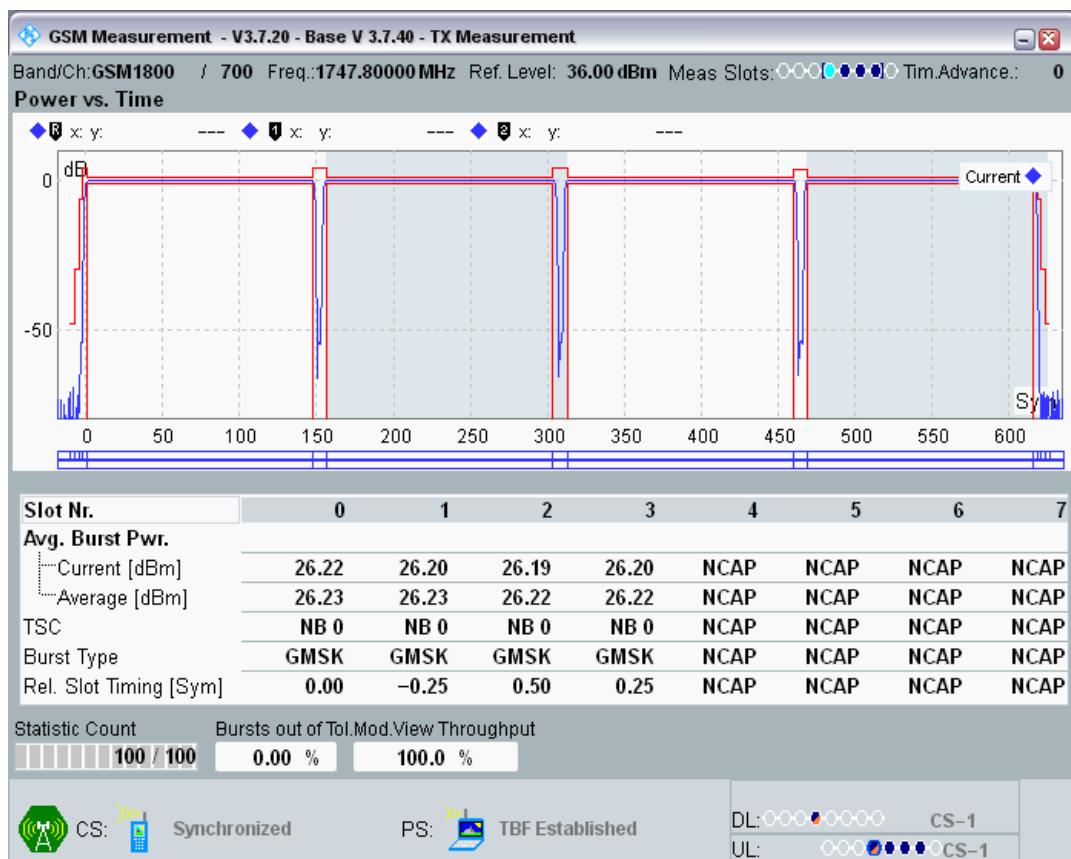 GSM Measurement - V3.7.20 - Base V 3.7.40 - TX Measurement
Band/Ch:GSM1800 / 700 Freq.:1747.80000 MHz Ref. Level: 36.00 dBm Meas Slots: Tim.Advance.: 0
Power vs. Time
R x: y: --- 1 x: y: --- 2 x: y: ---
dB
Current
0
-50
Sym
0 50 100 150 200 250 300 350 400 450 500 550 600
Slot Nr. 0 1 2 3 4 5 6 7
Avg. Burst Pwr.
Current [dBm] 26.22 26.20 26.19 26.20 NCAP NCAP NCAP NCAP
Average [dBm] 26.23 26.23 26.22 26.22 NCAP NCAP NCAP NCAP
TSC NB 0 NB 0 NB 0 NB 0 NCAP NCAP NCAP NCAP
Burst Type GMSK GMSK GMSK GMSK NCAP NCAP NCAP NCAP
Rel. Slot Timing [Sym] 0.00 −0.25 0.50 0.25 NCAP NCAP NCAP NCAP
Statistic Count Bursts out of Tol.Mod.View Throughput
100 / 100 0.00 % 100.0 %
CS: Synchronized PS: TBF Established DL: CS−1
UL: CS−1